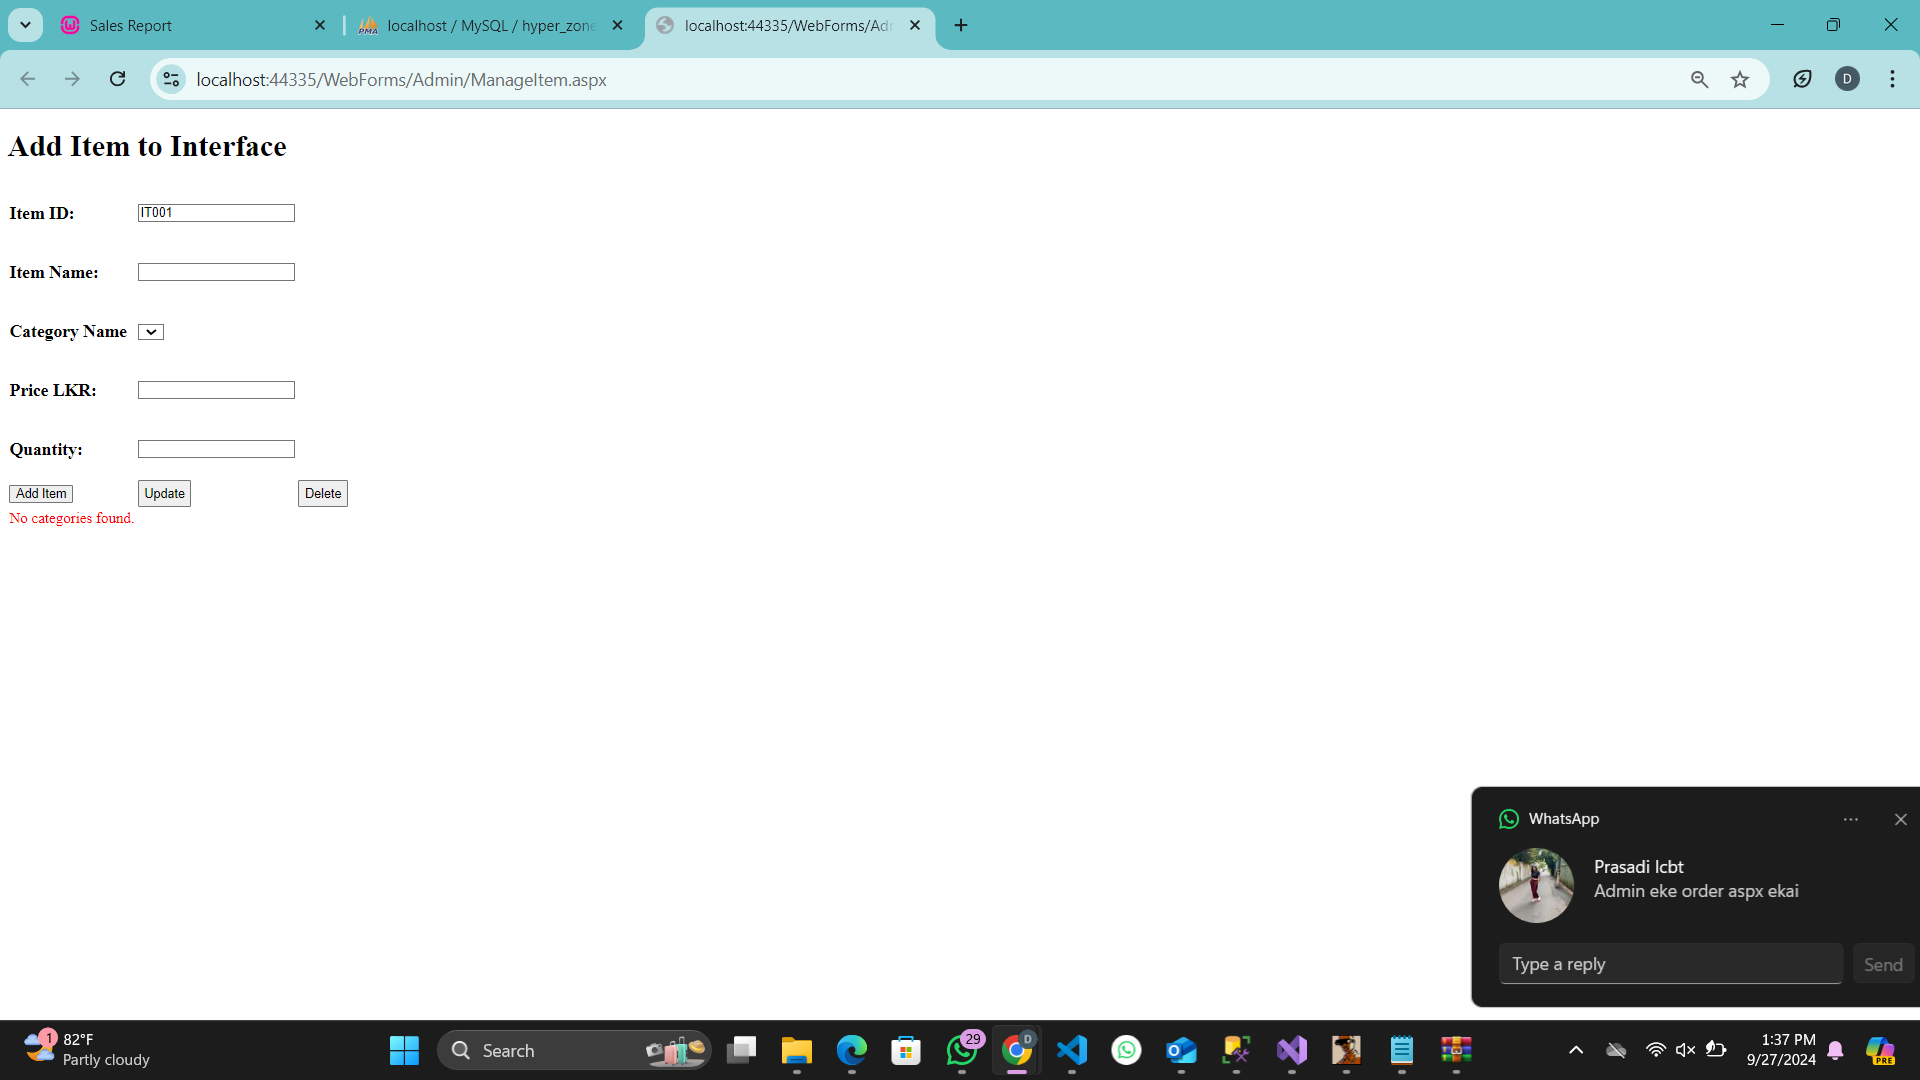 Sales Report
localhost / MySQL / hyper_zone
localhost:44335/WebForms/Adm
localhost:44335/WebForms/Admin/ManageItem.aspx
D
Add Item to Interface
Item ID: IT001
Item Name:
Category Name
Price LKR:
Quantity:
Add Item Update Delete
No categories found.
WhatsApp
Prasadi Icbt
Admin eke order aspx ekai
Type a reply Send
1
82°F
Partly cloudy
Search
29
D
1:37 PM
9/27/2024
PRE